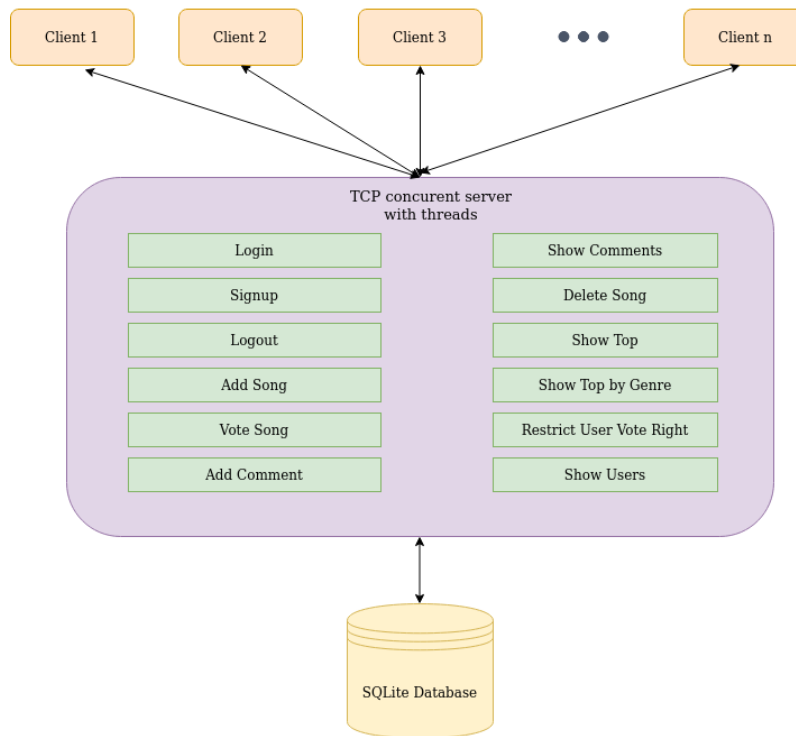 Client 1
Client 2
Client 3
Client n
TCP concurent server
with threads
Login
Signup
Logout
Add Song
Vote Song
Add Comment
Show Comments
Delete Song
Show Top
Show Top by Genre
Restrict User Vote Right
Show Users
SQLite Database